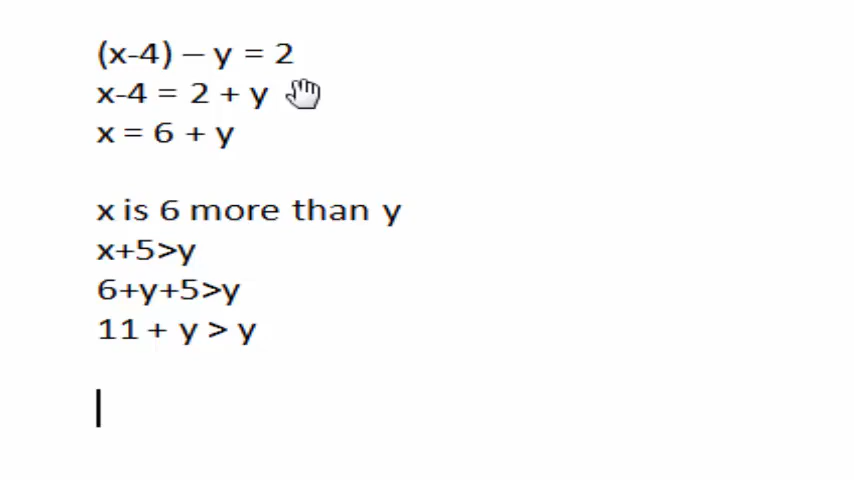 (x-4) – y = 2
x-4 = 2 + y
x = 6 + y
x is 6 more than y
x+5>y
6+y+5>y
11 + y > y